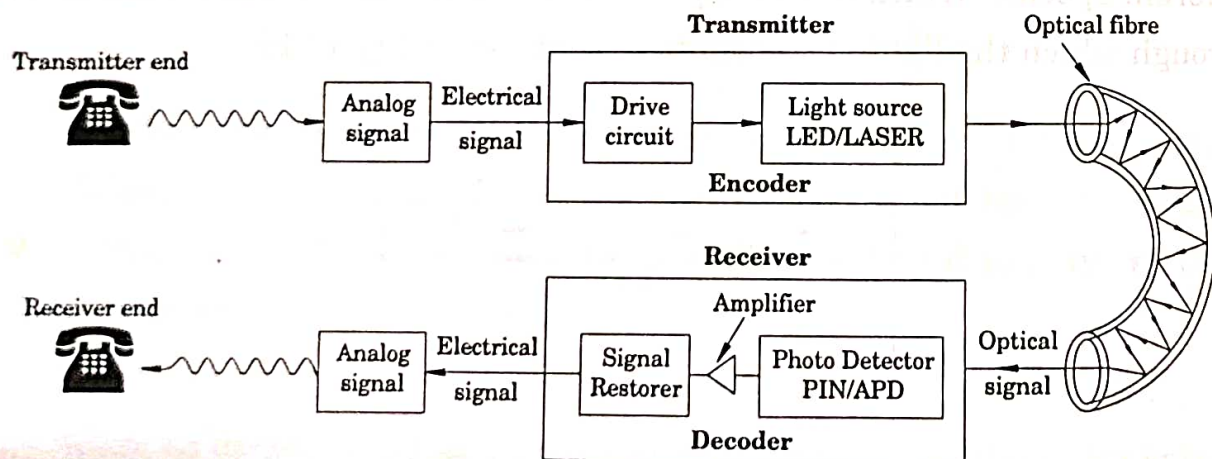 rough
Transmitter
Optical fibre
Transmitter end
Analog
signal
Electrical
signal
Drive
circuit
Light source
LED/LASER
Encoder
Receiver
Amplifier
Receiver end
Analog
signal
Electrical
signal
Signal
Restorer
Photo Detector
PIN/APD
Optical
signal
Decoder